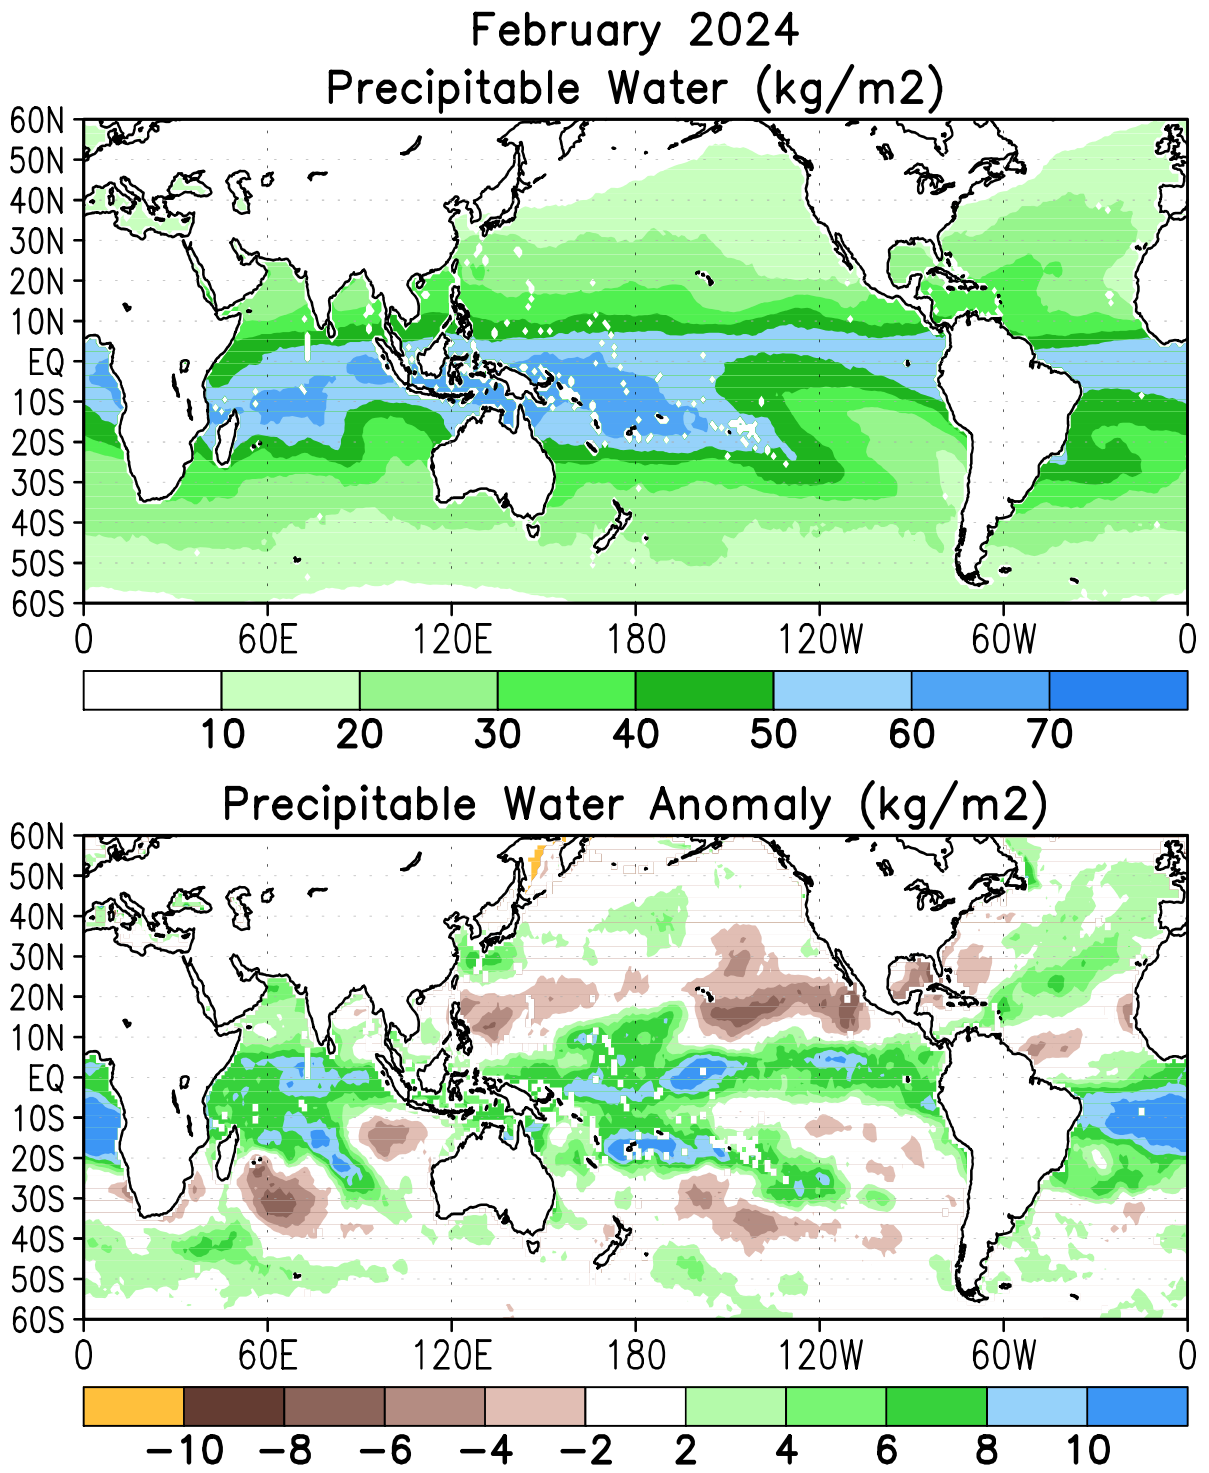 February 2024
Precipitable Water (kg/m2)
60N
50N
40N
30N
20N
10N
EQ
10S
20S
30S
40S
50S
60S
0 60E 120E 180 120W 60W 0
10 20 30 40 50 60 70
Precipitable Water Anomaly (kg/m2)
60N
50N
40N
30N
20N
10N
EQ
10S
20S
30S
40S
50S
60S
0 60E 120E 180 120W 60W 0
−10 −8 −6 −4 −2 2 4 6 8 10